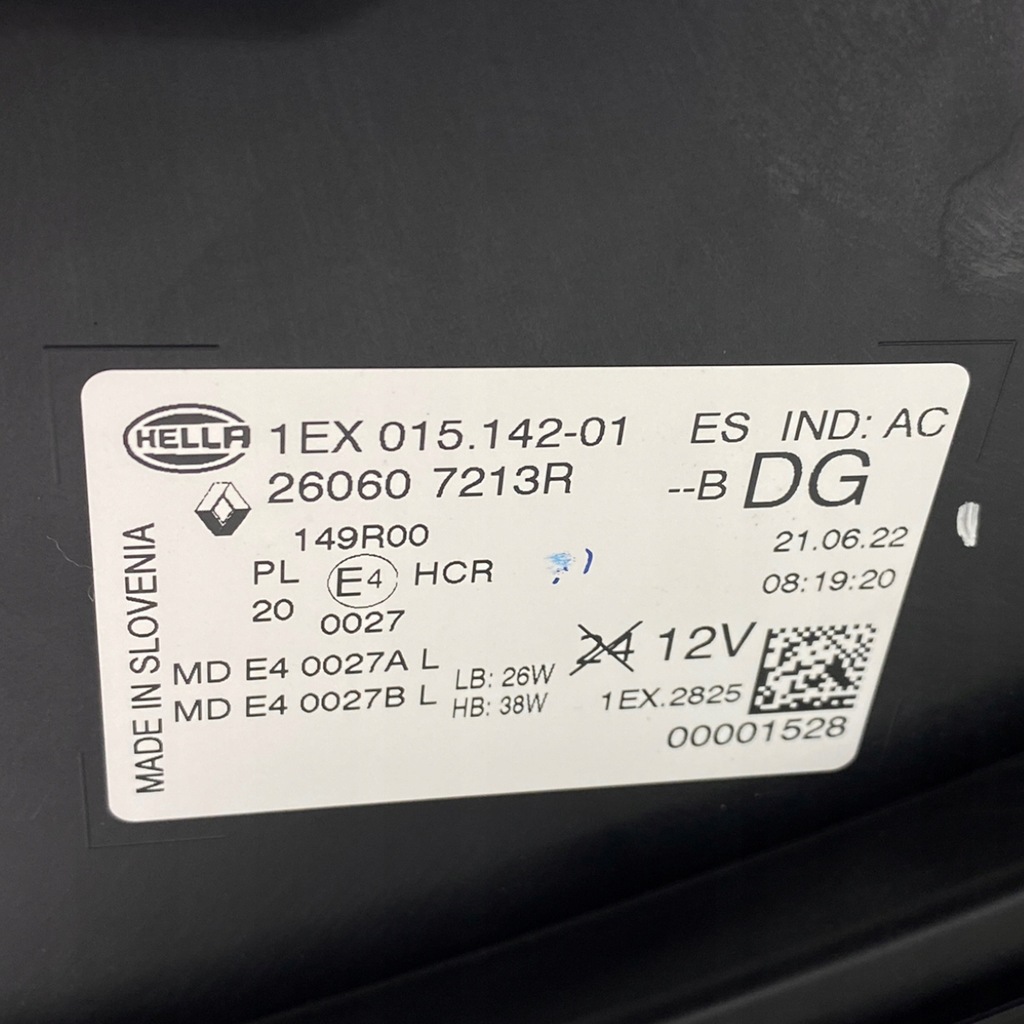 HELLA 1EX 015.142-01 ES IND: AC
26060 7213R --B DG
149R00 21.06.22
PL E4 HCR 08:19:20
20 0027
24 12V
MD E4 0027A L LB: 26W
MD E4 0027B L HB: 38W 1EX.2825
00001528
MADE IN SLOVENIA